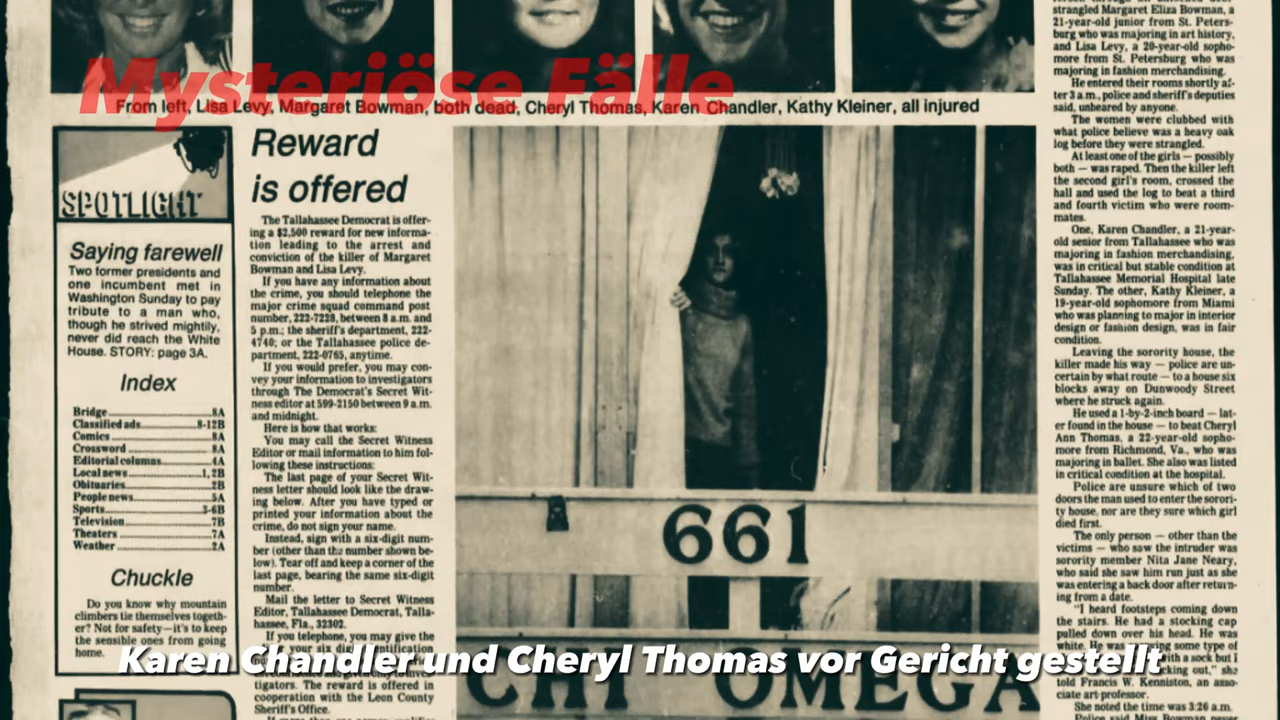 Mysteriöse Fälle
From left, Lisa Levy, Margaret Bowman, both dead, Cheryl Thomas, Karen Chandler, Kathy Kleiner, all injured
SPOTLIGHT
Saying farewell
Two former presidents and
one incumbent met in
Washington Sunday to pay
tribute to a man who,
though he strived mightily,
never did reach the White
House. STORY: page 3A.
Index
Bridge 8A
Classified ads 8-12B
Comics 8A
Crossword 8A
Editorial columns 4A
Local news 1, 2B
Obituaries 2B
People news 5A
Sports 3-6B
Television 7B
Theaters 7A
Weather 2A
Chuckle
Do you know why mountain
climbers tie themselves togeth-
er? Not for safety—it's to keep
the sensible ones from going
home.
Reward
is offered
The Tallahassee Democrat is offer-
ing a $2,500 reward for new informa-
tion leading to the arrest and
conviction of the killer of Margaret
Bowman and Lisa Levy.
If you have any information about
the crime, you should telephone the
major crime squad command post
number, 222-7228, between 8 a.m. and
5 p.m.; the sheriff's department, 222-
4740; or the Tallahassee police de-
partment, 222-0765, anytime.
If you would prefer, you may con-
vey your information to investigators
through The Democrat's Secret Wit-
ness editor at 599-2150 between 9 a.m.
and midnight.
Here is how that works:
You may call the Secret Witness
Editor or mail information to him fol-
lowing these instructions:
The last page of your Secret Wit-
ness letter should look like the draw-
ing below. After you have typed or
printed your information about the
crime, do not sign your name.
Instead, sign with a six-digit num-
ber (other than the number shown be-
low). Tear off and keep a corner of the
last page, bearing the same six-digit
number.
Mail the letter to Secret Witness
Editor, Tallahassee Democrat, Talla-
hassee, Fla., 32302.
If you telephone, you may give the
your six digit
tigators. The reward is offered in
cooperation with the Leon County
Sheriff's Office.
661
CHI OMEGA
strangled Margaret Eliza Bowman, a
21-year-old junior from St. Peters-
burg who was majoring in art history,
and Lisa Levy, a 20-year-old sopho-
more from St. Petersburg who was
majoring in fashion merchandising.
He entered their rooms shortly af-
ter 3 a.m., police and sheriff's deputies
said, unheard by anyone.
The women were clubbed with
what police believe was a heavy oak
log before they were strangled.
At least one of the girls — possibly
both — was raped. Then the killer left
the second girl's room, crossed the
hall and used the log to beat a third
and fourth victim who were room-
mates.
One, Karen Chandler, a 21-year-
old senior from Tallahassee who was
majoring in fashion merchandising,
was in critical but stable condition at
Tallahassee Memorial Hospital late
Sunday. The other, Kathy Kleiner, a
19-year-old sophomore from Miami
who was planning to major in interior
design or fashion design, was in fair
condition.
Leaving the sorority house, the
killer made his way — police are un-
certain by what route — to a house six
blocks away on Dunwoody Street
where he struck again.
He used a 1-by-2-inch board — lat-
er found in the house — to beat Cheryl
Ann Thomas, a 22-year-old sopho-
more from Richmond, Va., who was
majoring in ballet. She also was listed
in critical condition at the hospital.
Police are unsure which of two
doors the man used to enter the sorori-
ty house, nor are they sure which girl
died first.
The only person — other than the
victims — who saw the intruder was
sorority member Nita Jane Neary,
who said she saw him run just as she
was entering a back door after return-
ing from a date.
"I heard footsteps coming down
the stairs. He had a stocking cap
pulled down over his head. He was
white. He was ing some type of
with a sock but I
cking out," she
told Francis W. Kenniston, an asso-
ciate art professor.
She noted the time was 3:26 a.m.
Karen Chandler und Cheryl Thomas vor Gericht gestellt